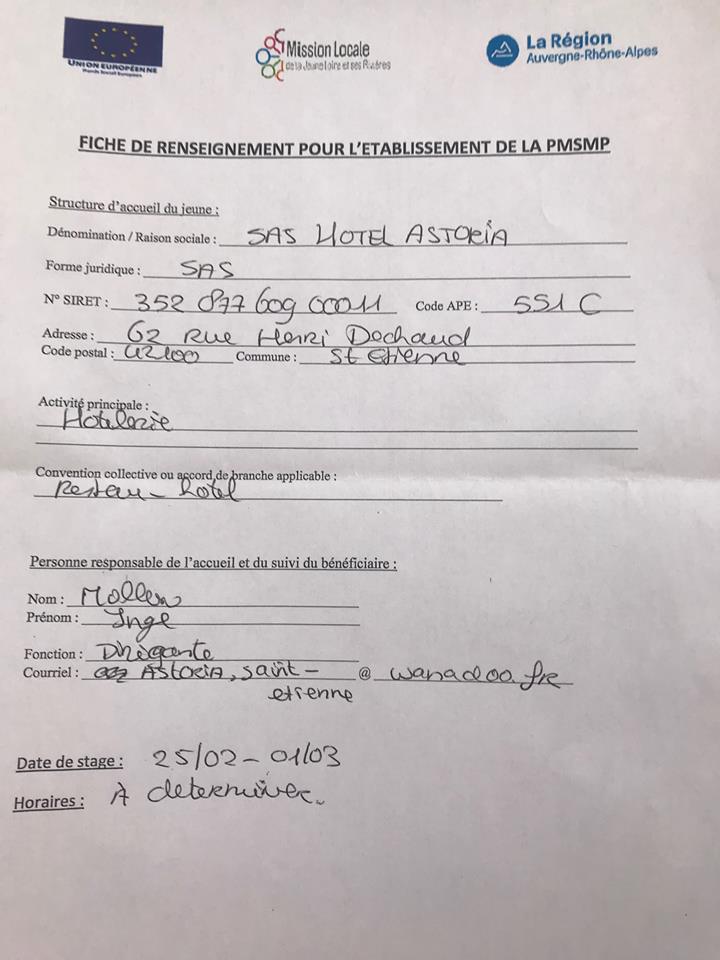 UNION EUROPÉENNE
Fonds Social Européen
Mission Locale
de la Jeune Loire et ses Rivières
La Région
Auvergne-Rhône-Alpes
FICHE DE RENSEIGNEMENT POUR L'ETABLISSEMENT DE LA PMSMP
Structure d'accueil du jeune :
Dénomination / Raison sociale : SAS HOTEL ASTORIA
Forme juridique : SAS
N° SIRET : 352 877 609 00011 Code APE : 551 C
Adresse : 62 Rue Henri Dechaud
Code postal : 42100 Commune : St Etienne
Activité principale :
Hotelerie
Convention collective ou accord de branche applicable :
Restau - hotel
Personne responsable de l'accueil et du suivi du bénéficiaire :
Nom : Moller
Prénom : Inge
Fonction : Dirigante
Courriel : ASTORIA, saint- @ wanadoo.fr
etienne
Date de stage : 25/02 - 01/03
Horaires : À determiner.